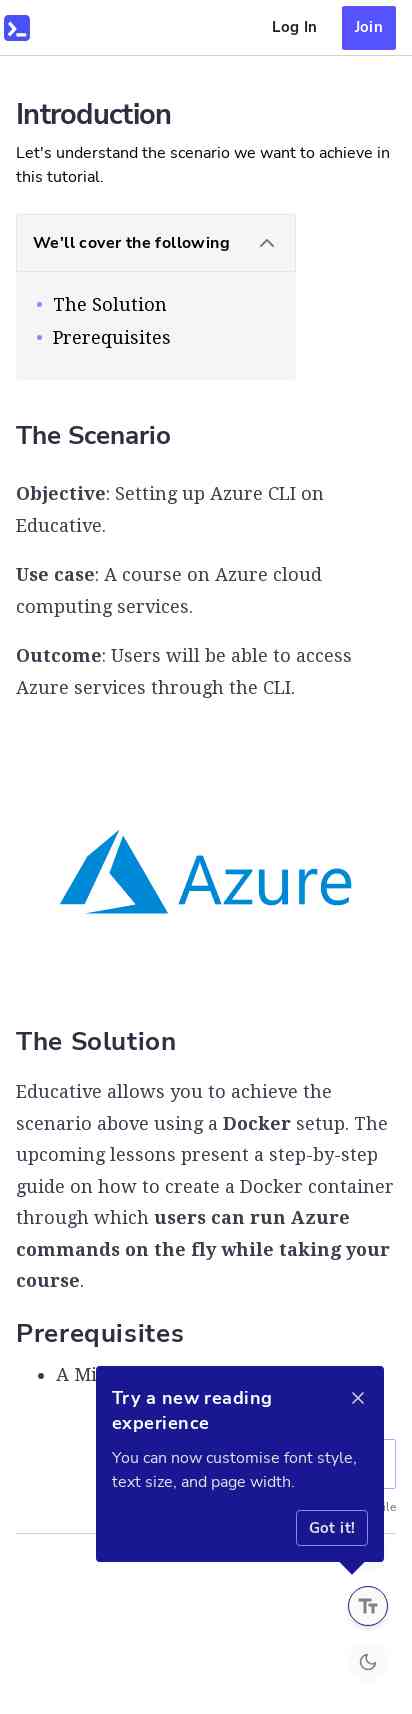 Log In
Join
Introduction
Let's understand the scenario we want to achieve in
this tutorial.
We'll cover the following
The Solution
Prerequisites
The Scenario
Objective: Setting up Azure CLI on
Educative.
Use case: A course on Azure cloud
computing services.
Outcome: Users will be able to access
Azure services through the CLI.
Azure
The Solution
Educative allows you to achieve the
scenario above using a Docker setup. The
upcoming lessons present a step-by-step
guide on how to create a Docker container
through which users can run Azure
commands on the fly while taking your
course.
Prerequisites
A Mi
Try a new reading
experience
You can now customise font style,
text size, and page width.
Got it!
Tt